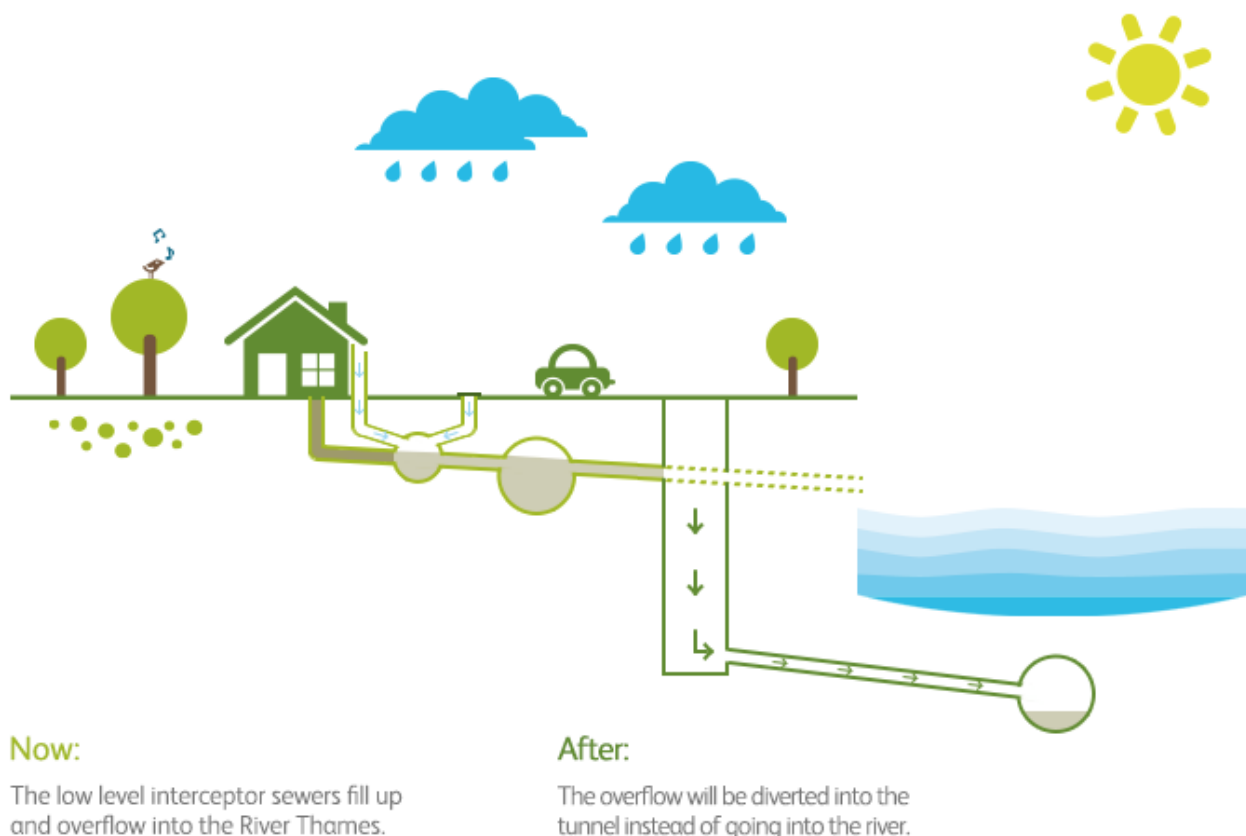 Now:
The low level interceptor sewers fill up
and overflow into the River Thames.
After:
The overflow will be diverted into the
tunnel instead of going into the river.